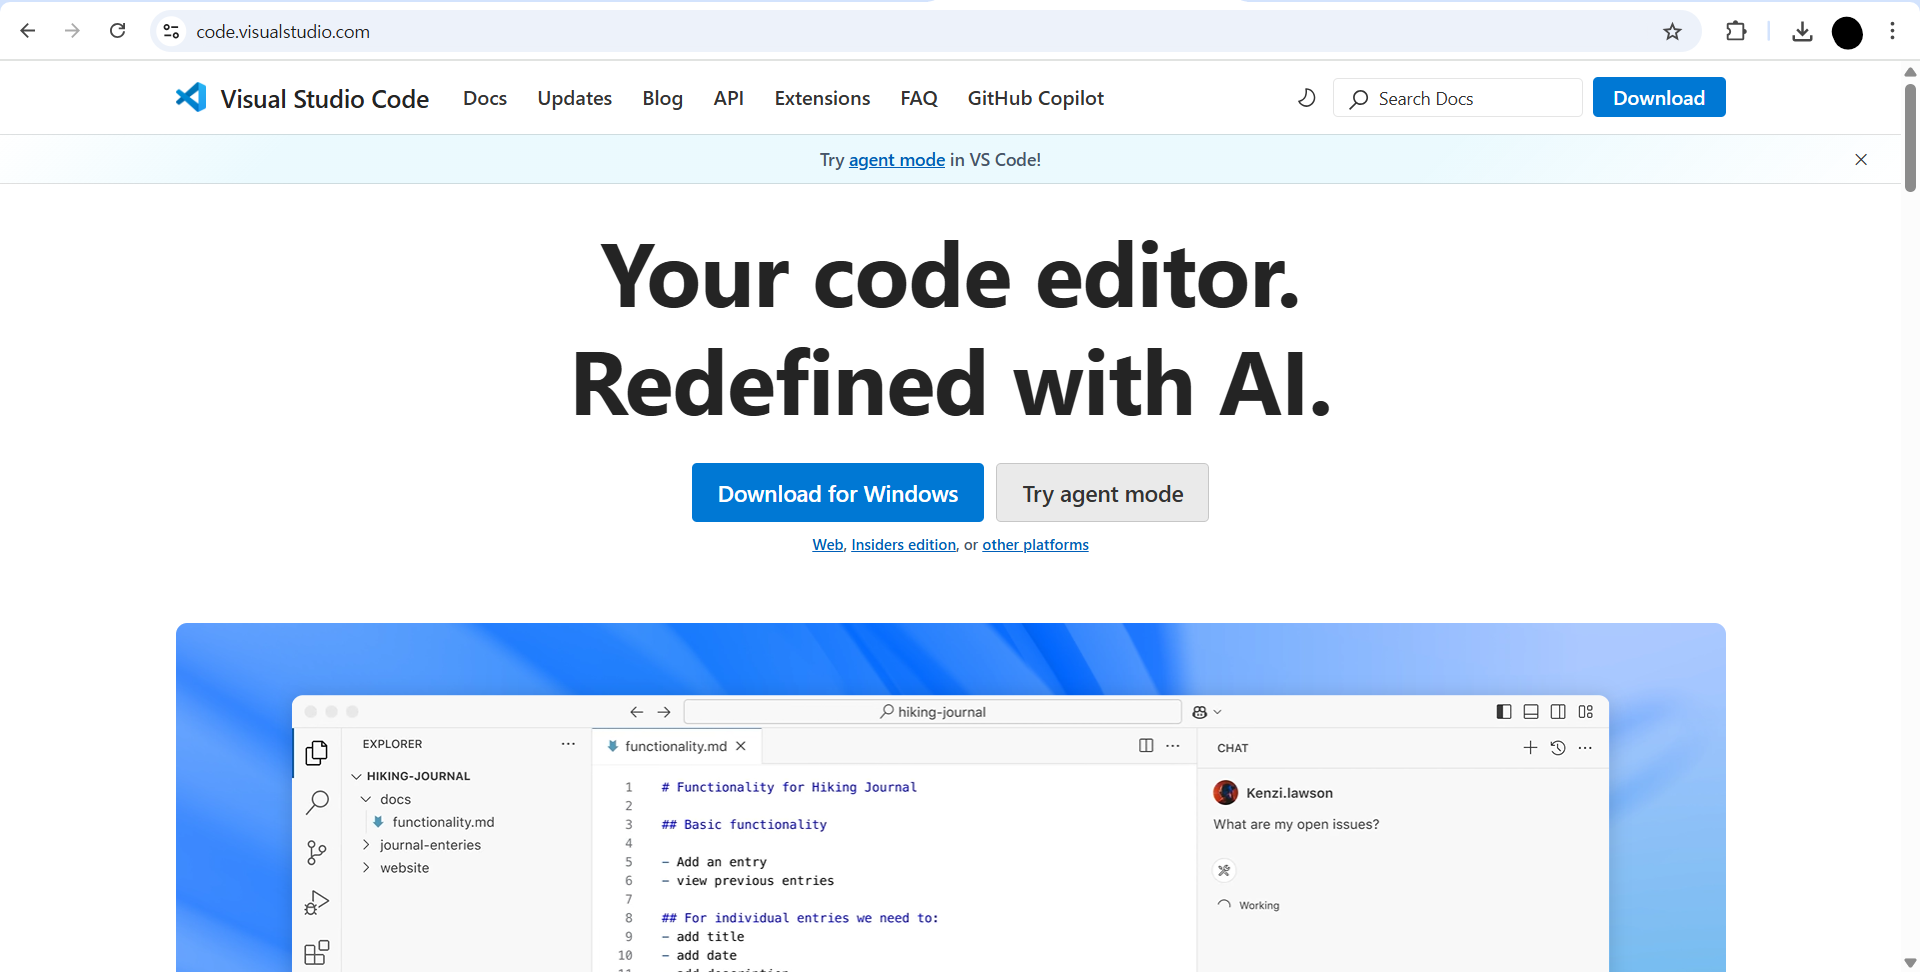 code.visualstudio.com
Visual Studio Code Docs Updates Blog API Extensions FAQ GitHub Copilot Search Docs Download
Try agent mode in VS Code!
Your code editor.
Redefined with AI.
Download for Windows Try agent mode
Web, Insiders edition, or other platforms
hiking-journal
EXPLORER
HIKING-JOURNAL
docs
functionality.md
journal-enteries
website
functionality.md
1 # Functionality for Hiking Journal
2
3 ## Basic functionality
4
5 - Add an entry
6 - view previous entries
7
8 ## For individual entries we need to:
9 - add title
10 - add date
CHAT
Kenzi.lawson
What are my open issues?
Working